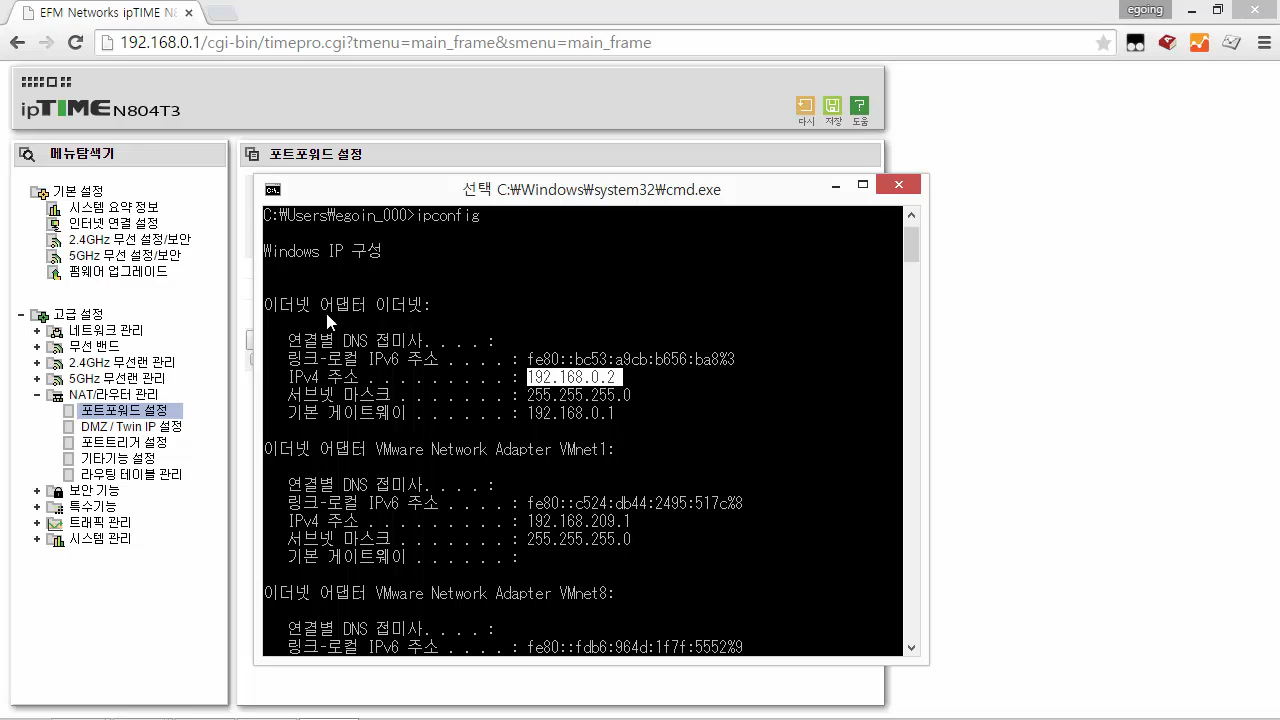 EFM Networks ipTIME N8
egoing
192.168.0.1/cgi-bin/timepro.cgi?tmenu=main_frame&smenu=main_frame
ipTIME N804T3
다시 저장 도움
메뉴탐색기
기본 설정
시스템 요약 정보
인터넷 연결 설정
2.4GHz 무선 설정/보안
5GHz 무선 설정/보안
펌웨어 업그레이드
고급 설정
네트워크 관리
무선 밴드
2.4GHz 무선랜 관리
5GHz 무선랜 관리
NAT/라우터 관리
포트포워드 설정
DMZ / Twin IP 설정
포트트리거 설정
기타기능 설정
라우팅 테이블 관리
보안 기능
특수기능
트래픽 관리
시스템 관리
포트포워드 설정
선택 C:₩Windows₩system32₩cmd.exe
C:₩Users₩egoin_000>ipconfig
Windows IP 구성
이더넷 어댑터 이더넷:
연결별 DNS 접미사. . . . :
링크-로컬 IPv6 주소 . . . . : fe80::bc53:a9cb:b656:ba8%3
IPv4 주소 . . . . . . . . . : 192.168.0.2
서브넷 마스크 . . . . . . . : 255.255.255.0
기본 게이트웨이 . . . . . . : 192.168.0.1
이더넷 어댑터 VMware Network Adapter VMnet1:
연결별 DNS 접미사. . . . :
링크-로컬 IPv6 주소 . . . . : fe80::c524:db44:2495:517c%8
IPv4 주소 . . . . . . . . . : 192.168.209.1
서브넷 마스크 . . . . . . . : 255.255.255.0
기본 게이트웨이 . . . . . . :
이더넷 어댑터 VMware Network Adapter VMnet8:
연결별 DNS 접미사. . . . :
링크-로컬 IPv6 주소 . . . . : fe80::fdb6:964d:1f7f:5552%9